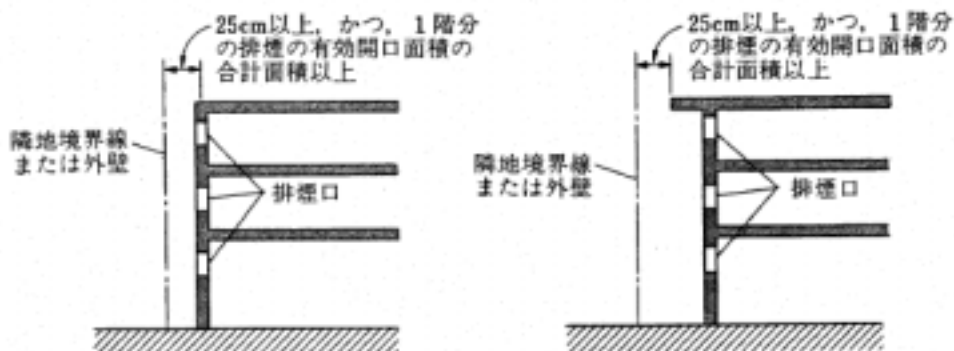 25cm以上，かつ，１階分
の排煙の有効開口面積の
合計面積以上
隣地境界線
または外壁
排煙口
25cm以上，かつ，１階分
の排煙の有効開口面積の
合計面積以上
隣地境界線
または外壁
排煙口